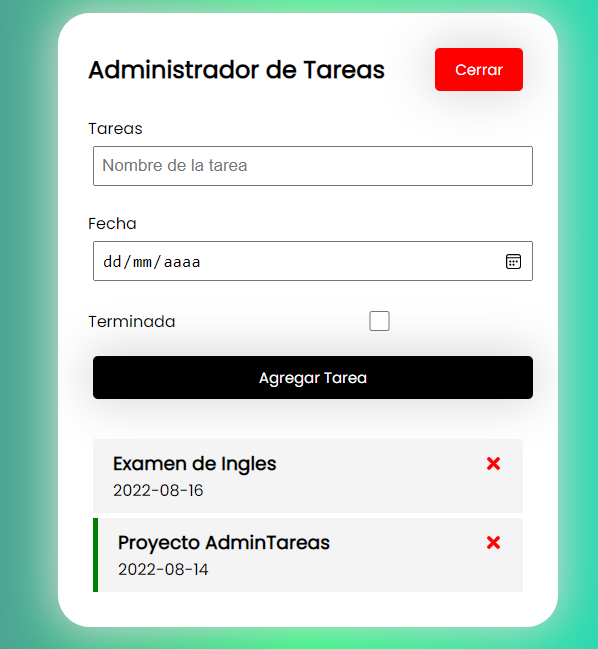 Administrador de Tareas
Cerrar
Tareas
Nombre de la tarea
Fecha
dd/mm/aaaa
Terminada
Agregar Tarea
Examen de Ingles
2022-08-16
Proyecto AdminTareas
2022-08-14